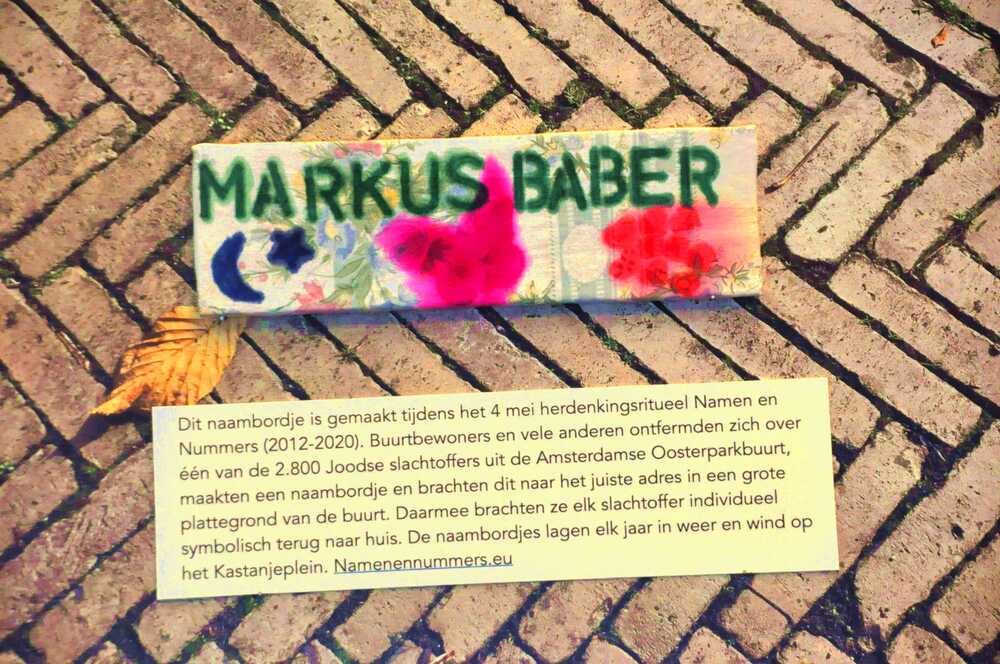 MARKUS BABER
Dit naambordje is gemaakt tijdens het 4 mei herdenkingsritueel Namen en
Nummers (2012-2020). Buurtbewoners en vele anderen ontfermden zich over
één van de 2.800 Joodse slachtoffers uit de Amsterdamse Oosterparkbuurt,
maakten een naambordje en brachten dit naar het juiste adres in een grote
plattegrond van de buurt. Daarmee brachten ze elk slachtoffer individueel
symbolisch terug naar huis. De naambordjes lagen elk jaar in weer en wind op
het Kastanjeplein. Namenennummers.eu